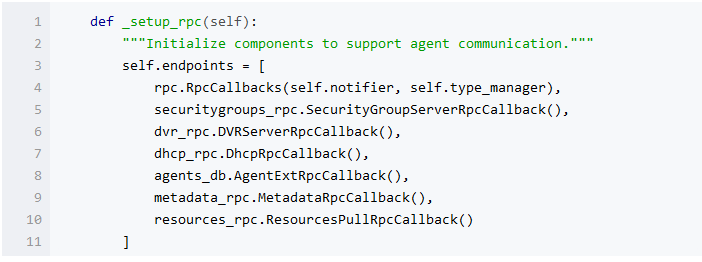 1 def _setup_rpc(self):
2 """Initialize components to support agent communication."""
3 self.endpoints = [
4 rpc.RpcCallbacks(self.notifier, self.type_manager),
5 securitygroups_rpc.SecurityGroupServerRpcCallback(),
6 dvr_rpc.DVRServerRpcCallback(),
7 dhcp_rpc.DhcpRpcCallback(),
8 agents_db.AgentExtRpcCallback(),
9 metadata_rpc.MetadataRpcCallback(),
10 resources_rpc.ResourcesPullRpcCallback()
11 ]